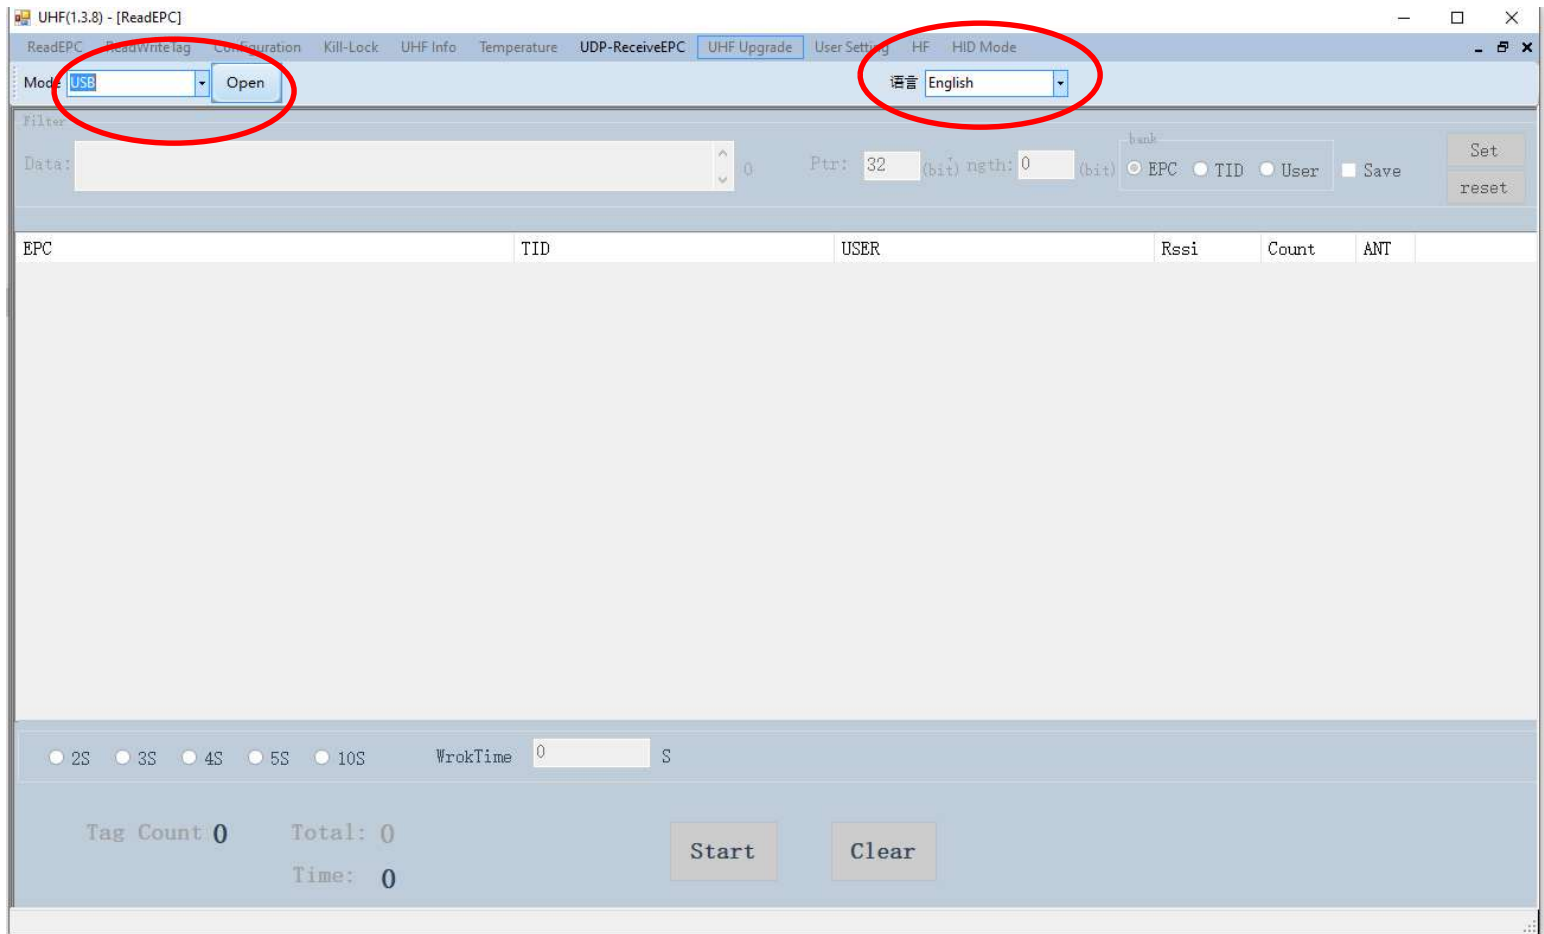 UHF(1.3.8) - [ReadEPC]
ReadEPC ReadWriteTag Configuration Kill-Lock UHF Info Temperature UDP-ReceiveEPC UHF Upgrade User Setting HF HID Mode
Mode USB Open 语言 English
Filter
bank
Data: 0 Ptr: 32 (bit) ngth: 0 (bit) EPC TID User Save Set
reset
EPC TID USER Rssi Count ANT
2S 3S 4S 5S 10S WrokTime 0 S
Tag Count 0 Total: 0 Start Clear
Time: 0